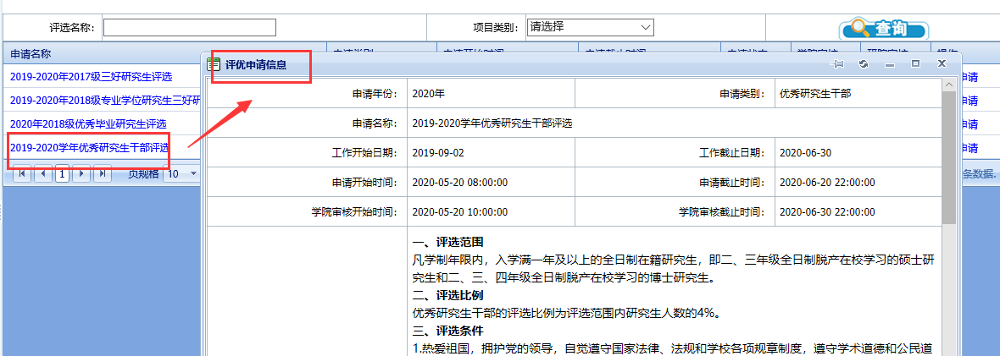 评选名称： 项目类别： 请选择 查询
申请名称
评优申请信息
2019-2020年2017级三好研究生评选 申请
2019-2020年2018级专业学位研究生三好研 申请
2020年2018级优秀毕业研究生评选 申请
2019-2020学年优秀研究生干部评选 申请
1 页规格 10 条数据.
申请年份： 2020年 申请类别： 优秀研究生干部
申请名称： 2019-2020学年优秀研究生干部评选
工作开始日期： 2019-09-02 工作截止日期： 2020-06-30
申请开始时间： 2020-05-20 08:00:00 申请截止时间： 2020-06-20 22:00:00
学院审核开始时间： 2020-05-20 10:00:00 学院审核截止时间： 2020-06-30 22:00:00
一、评选范围
凡学制年限内，入学满一年及以上的全日制在籍研究生，即二、三年级全日制脱产在校学习的硕士研
究生和二、三、四年级全日制脱产在校学习的博士研究生。
二、评选比例
优秀研究生干部的评选比例为评选范围内研究生人数的4%。
三、评选条件
1.热爱祖国，拥护党的领导，自觉遵守国家法律、法规和学校各项规章制度，遵守学术道德和公民道